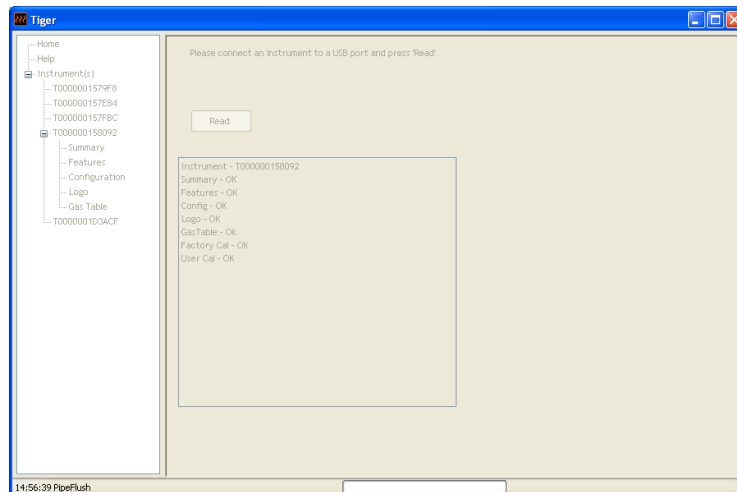 Tiger
Home
Help
Instrument(s)
T0000001579F8
T000000157E84
T000000157FBC
T000000158092
Summary
Features
Configuration
Logo
Gas Table
T0000001D3ACF
Please connect an instrument to a USB port and press 'Read'
Read
Instrument - T000000158092
Summary - OK
Features - OK
Config - OK
Logo - OK
GasTable - Ok
Factory Cal - OK
User Cal - OK
14:56:39 PipeFlush